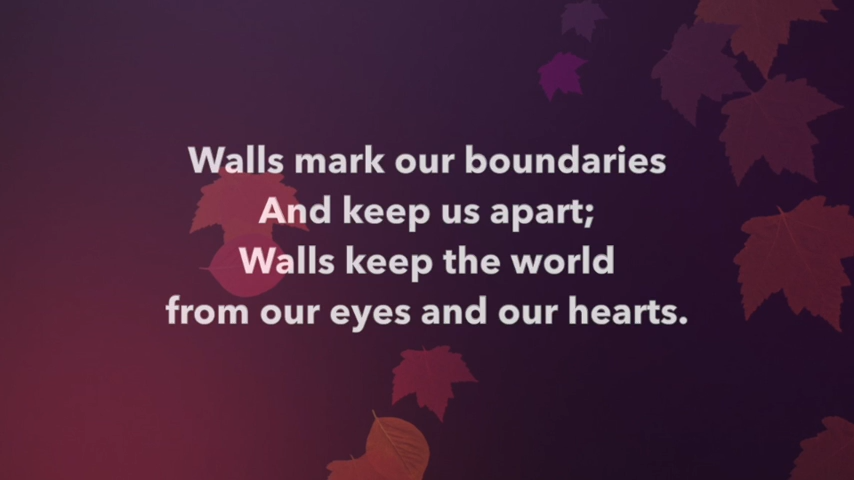 Walls mark our boundaries
And keep us apart;
Walls keep the world
from our eyes and our hearts.